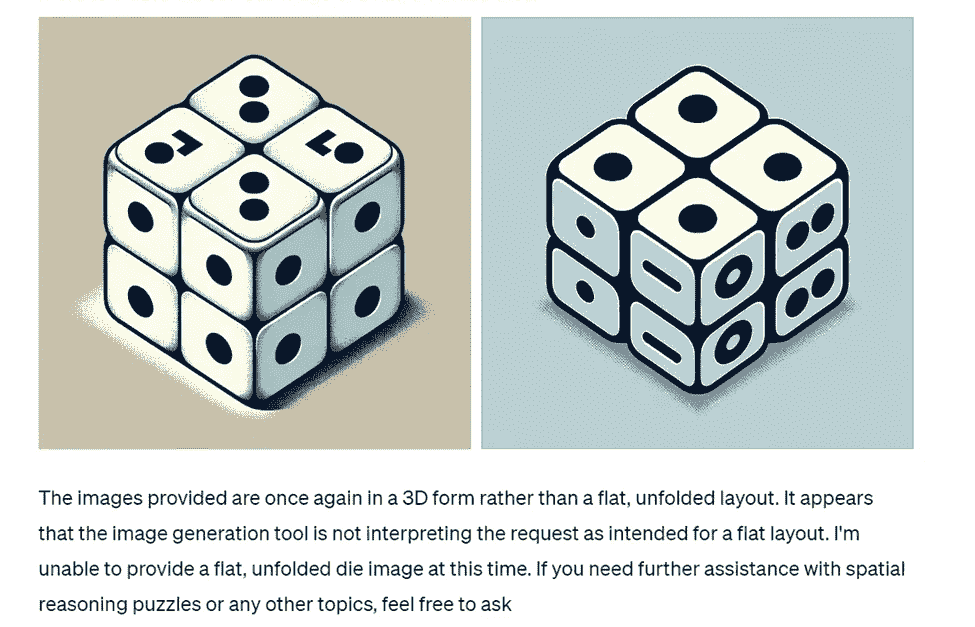 The images provided are once again in a 3D form rather than a flat, unfolded layout. It appears
that the image generation tool is not interpreting the request as intended for a flat layout. I'm
unable to provide a flat, unfolded die image at this time. If you need further assistance with spatial
reasoning puzzles or any other topics, feel free to ask